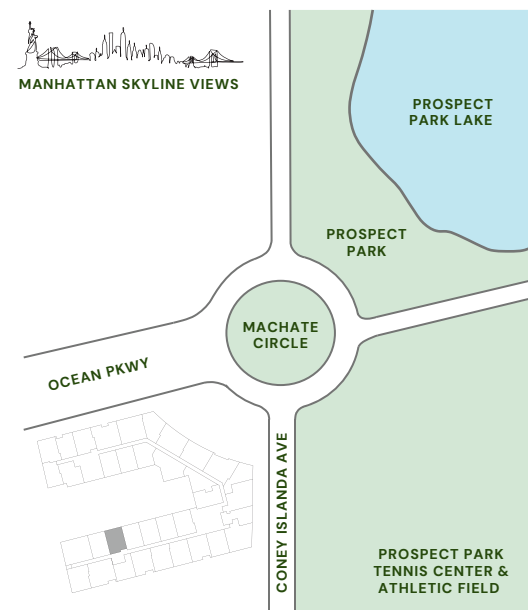 MANHATTAN SKYLINE VIEWS
PROSPECT
PARK LAKE
PROSPECT
PARK
MACHATE
CIRCLE
OCEAN PKWY
CONEY ISLANDA AVE
PROSPECT PARK
TENNIS CENTER &
ATHLETIC FIELD